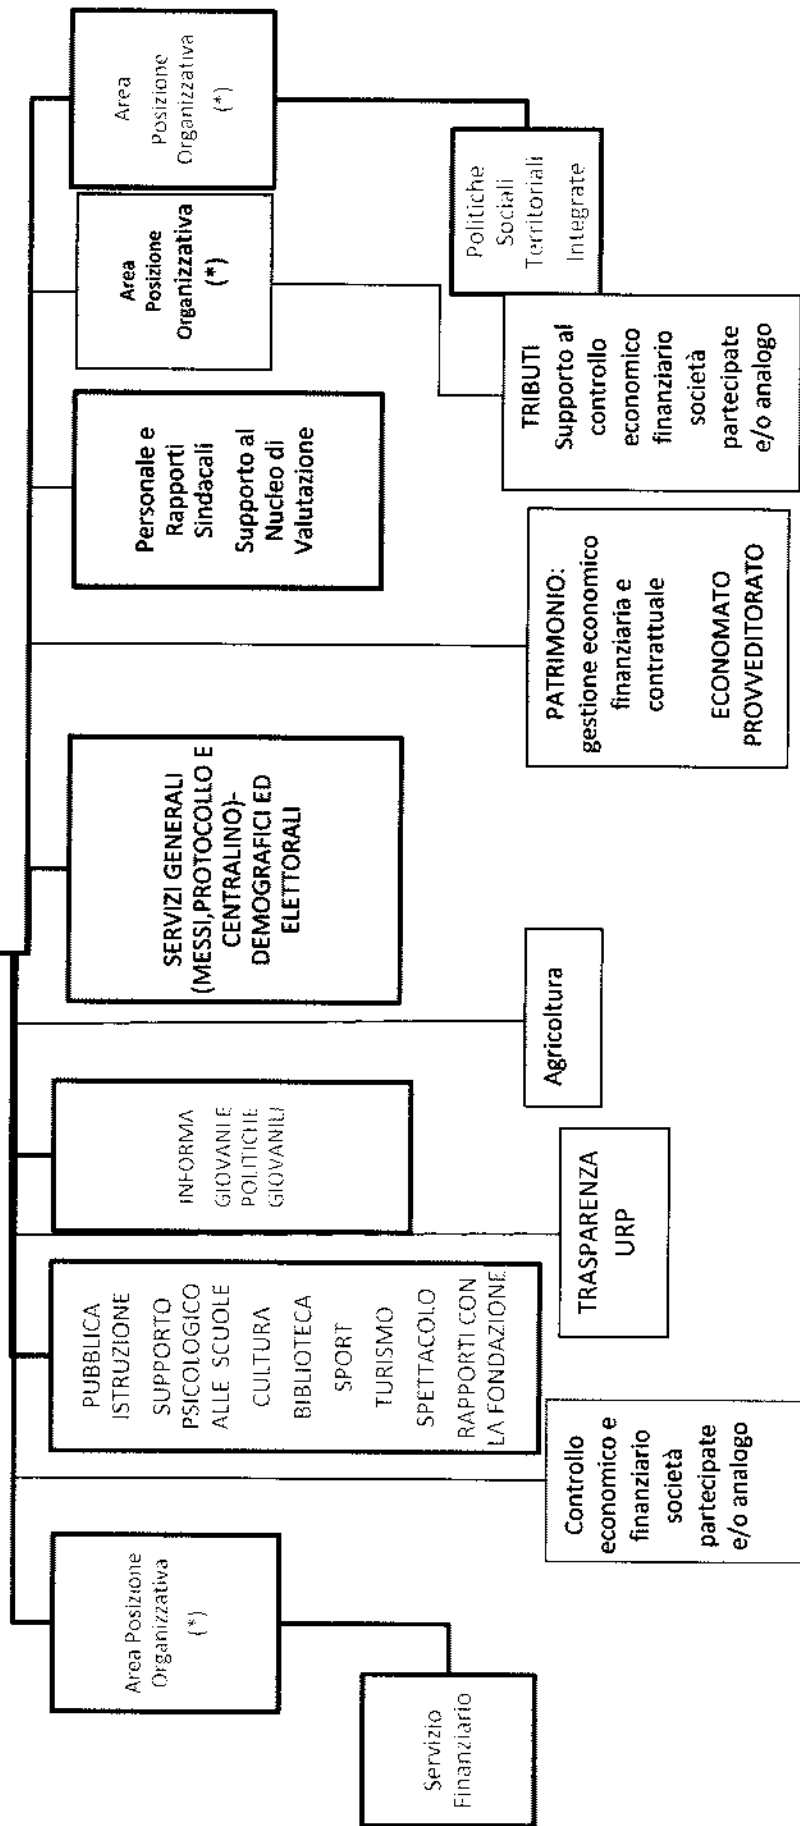 Area Posizione
Organizzativa
(*)
Servizio
Finanziario
PUBBLICA
ISTRUZIONE
SUPPORTO
PSICOLOGICO
ALLE SCUOLE
CULTURA
BIBLIOTECA
SPORT
TURISMO
SPETTACOLO
RAPPORTI CON
LA FONDAZIONE
Controllo
economico e
finanziario
società
partecipate
e/o analogo
INFORMA
GIOVANI E
POLITICHE
GIOVANILI
TRASPARENZA
URP
Agricoltura
SERVIZI GENERALI
(MESSI,PROTOCOLLO E
CENTRALINO)-
DEMOGRAFICI ED
ELETTORALI
PATRIMONIO:
gestione economico
finanziaria e
contrattuale
ECONOMATO
PROVVEDITORATO
Personale e
Rapporti
Sindacali
Supporto al
Nucleo di
Valutazione
Area
Posizione
Organizzativa
(*)
TRIBUTI
Supporto al
controllo
economico
finanziario
società
partecipate
e/o analogo
Area
Posizione
Organizzativa
(*)
Politiche
Sociali
Territoriali
Integrate